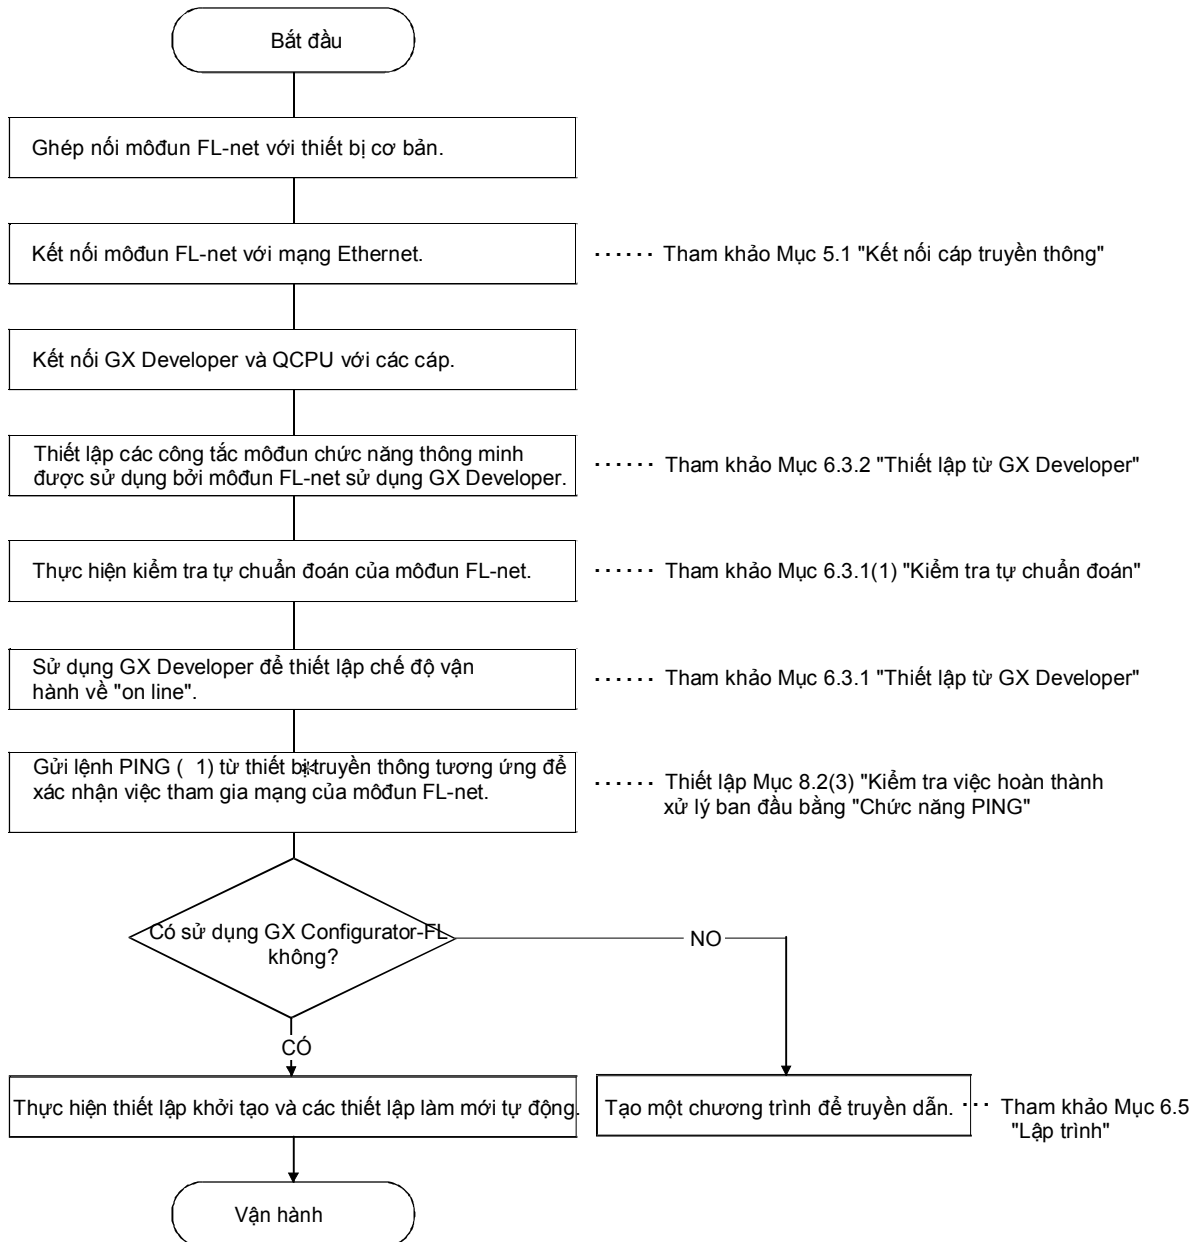 Bắt đầu
Ghép nối môđun FL-net với thiết bị cơ bản.
Kết nối môđun FL-net với mạng Ethernet.
...... Tham khảo Mục 5.1 "Kết nối cáp truyền thông"
Kết nối GX Developer và QCPU với các cáp.
Thiết lập các công tắc môđun chức năng thông minh
được sử dụng bởi môđun FL-net sử dụng GX Developer.
...... Tham khảo Mục 6.3.2 "Thiết lập từ GX Developer"
Thực hiện kiểm tra tự chuẩn đoán của môđun FL-net.
...... Tham khảo Mục 6.3.1(1) "Kiểm tra tự chuẩn đoán"
Sử dụng GX Developer để thiết lập chế độ vận
hành về "on line".
...... Tham khảo Mục 6.3.1 "Thiết lập từ GX Developer"
Gửi lệnh PING ( 1) từ thiết bị※truyền thông tương ứng để
xác nhận việc tham gia mạng của môđun FL-net.
...... Thiết lập Mục 8.2(3) "Kiểm tra việc hoàn thành
xử lý ban đầu bằng "Chức năng PING"
Có sử dụng GX Configurator-FL
không?
NO
CÓ
Thực hiện thiết lập khởi tạo và các thiết lập làm mới tự động.
Tạo một chương trình để truyền dẫn.
... Tham khảo Mục 6.5
"Lập trình"
Vận hành